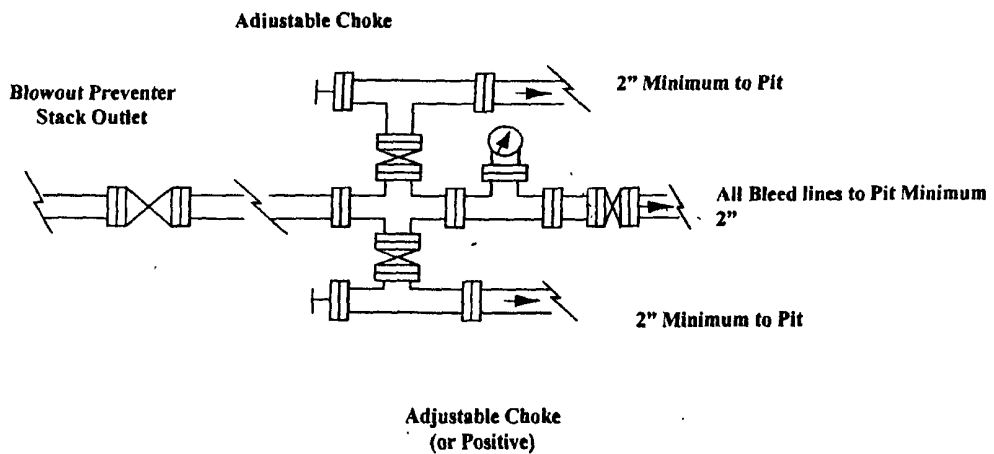 Adjustable Choke
Blowout Preventer
Stack Outlet
2" Minimum to Pit
All Bleed lines to Pit Minimum
2"
2" Minimum to Pit
Adjustable Choke
(or Positive)